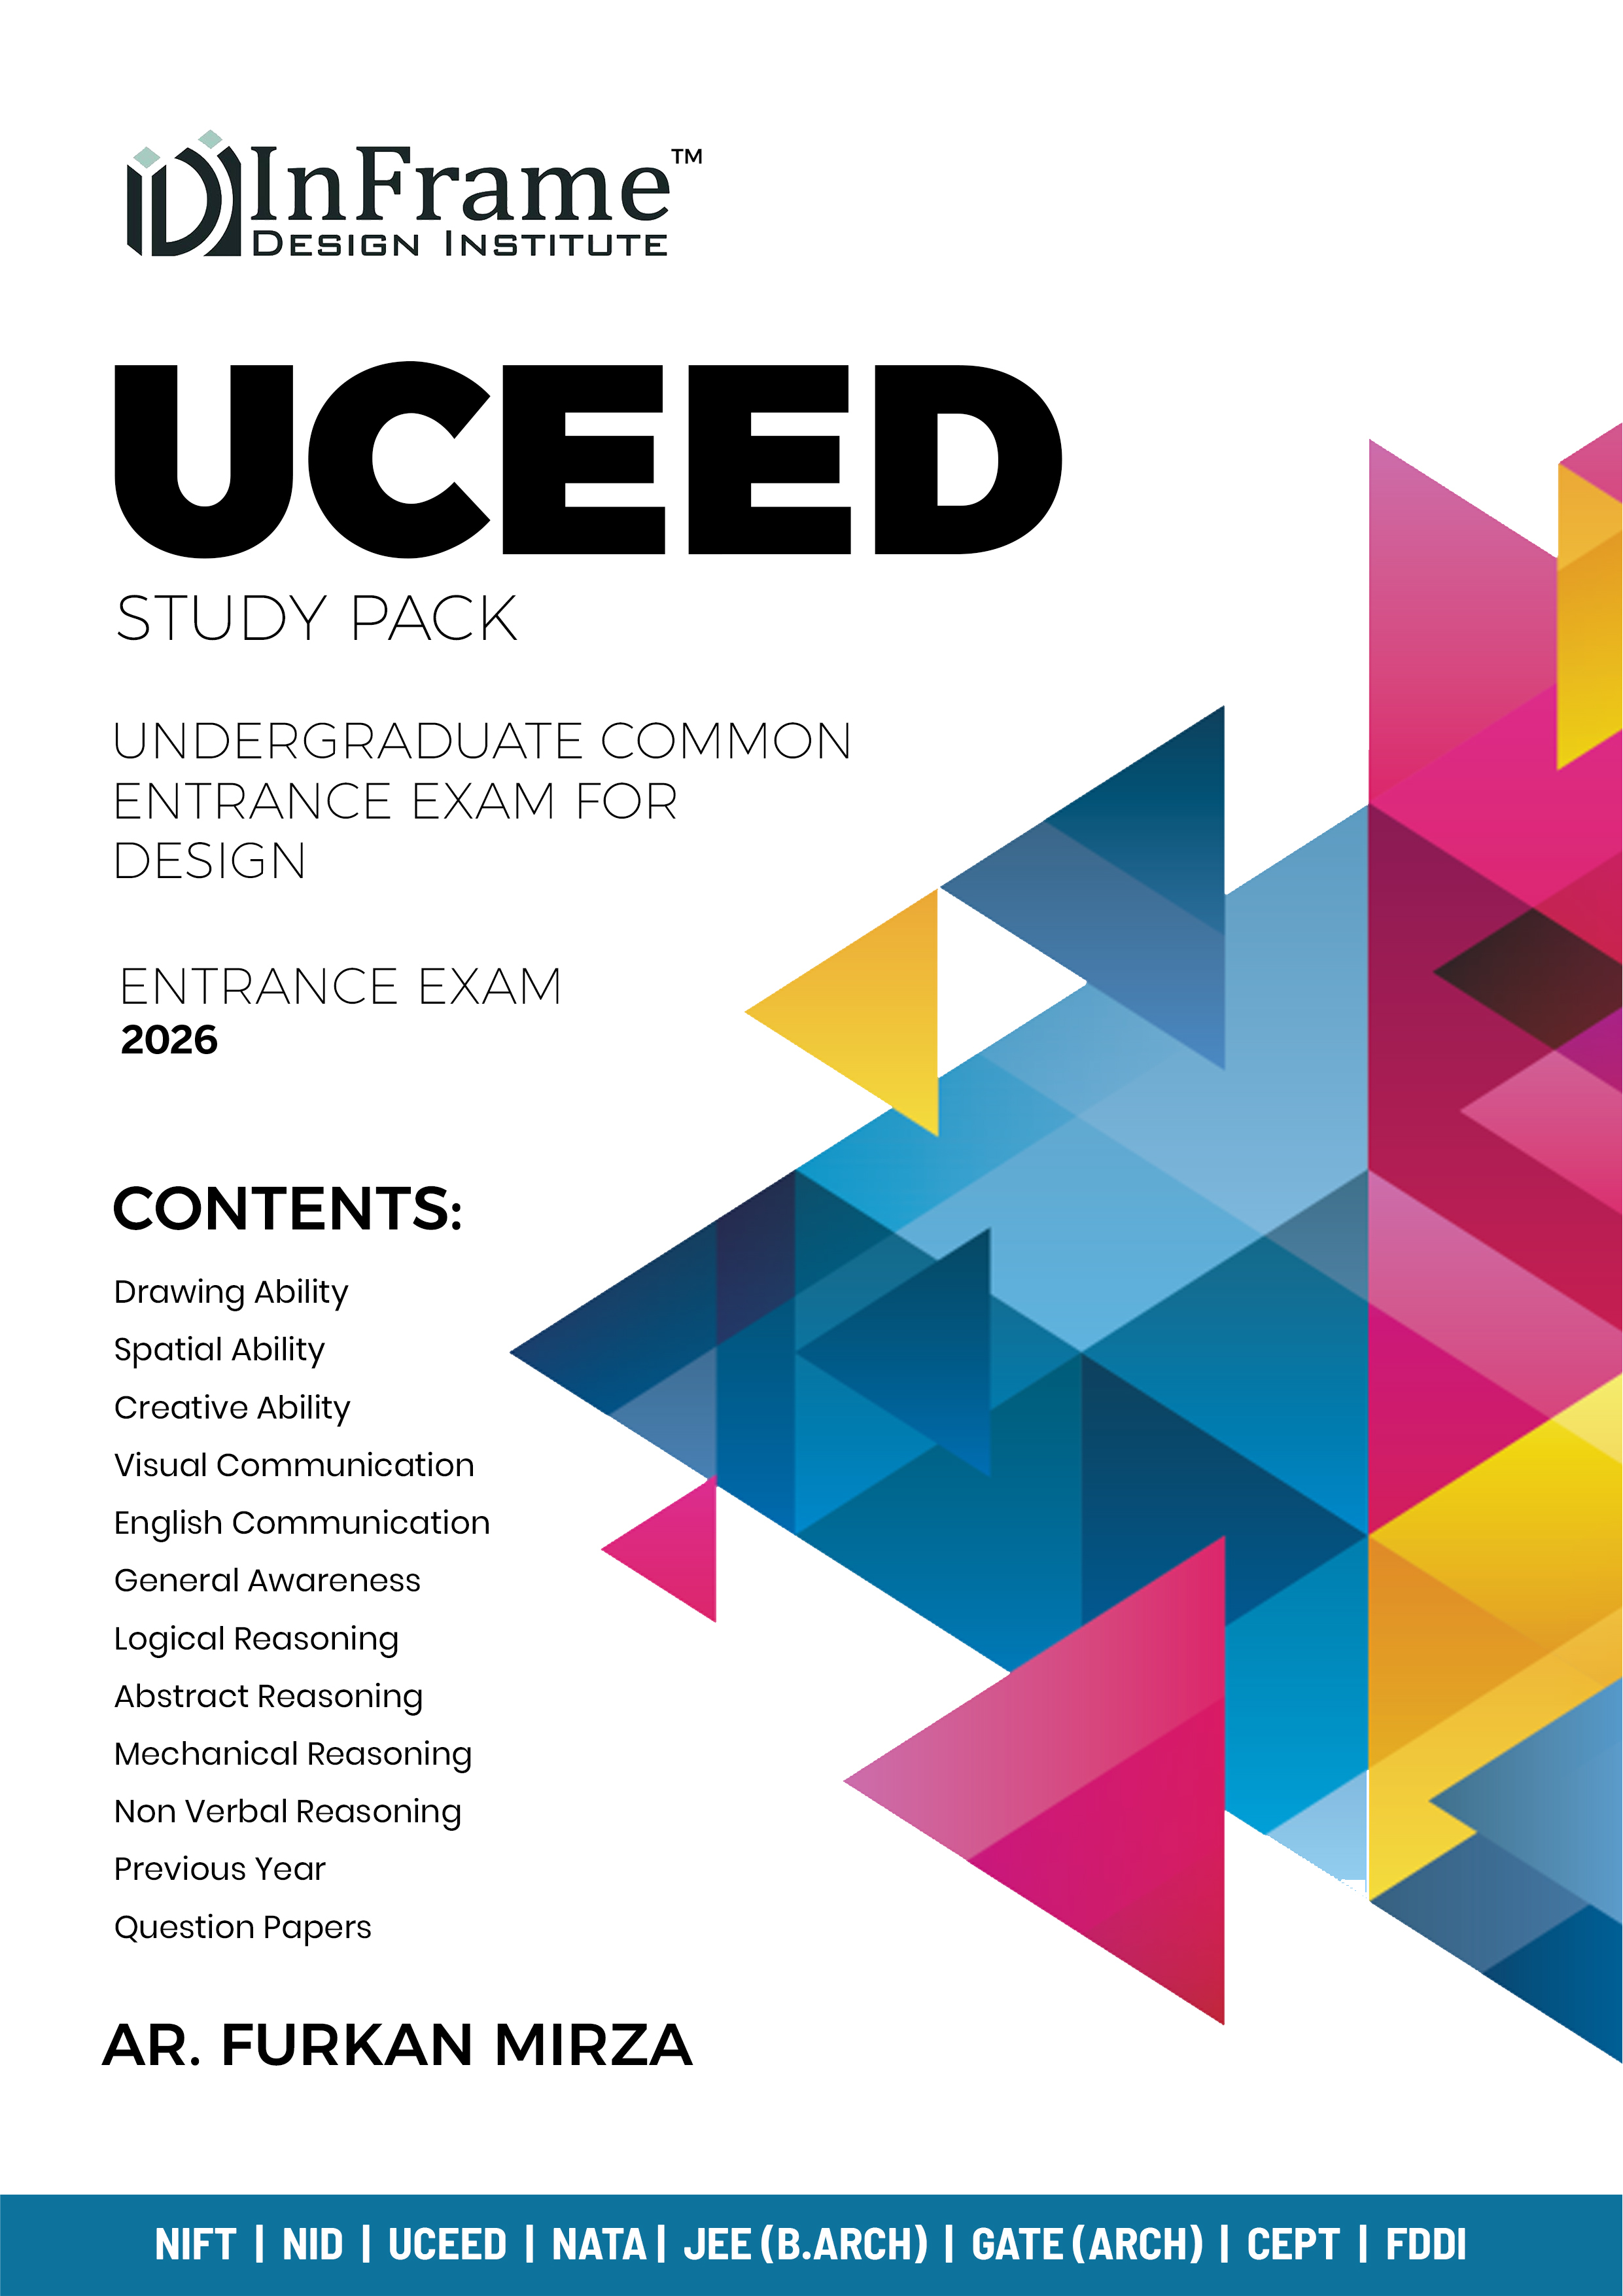 InFrame™
DESIGN INSTITUTE
UCEED
STUDY PACK
UNDERGRADUATE COMMON
ENTRANCE EXAM FOR
DESIGN
ENTRANCE EXAM
2026
CONTENTS:
Drawing Ability
Spatial Ability
Creative Ability
Visual Communication
English Communication
General Awareness
Logical Reasoning
Abstract Reasoning
Mechanical Reasoning
Non Verbal Reasoning
Previous Year
Question Papers
AR. FURKAN MIRZA
NIFT | NID | UCEED | NATA | JEE (B.ARCH) | GATE (ARCH) | CEPT | FDDI